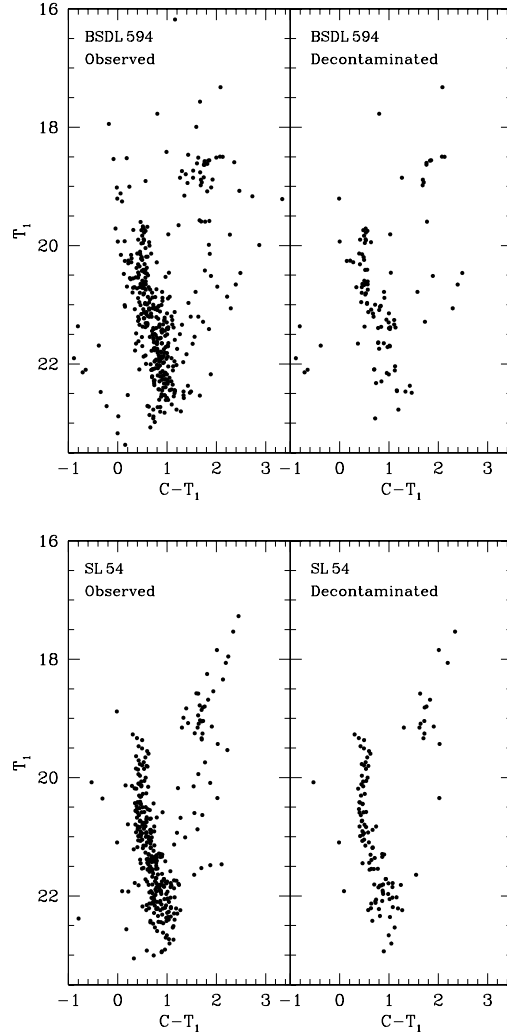 16
BSDL 594
Observed
BSDL 594
Decontaminated
18
T1
20
22
−1 0 1 2 3 −1 0 1 2 3
C−T1 C−T1
16
SL 54
Observed
SL 54
Decontaminated
18
T1
20
22
−1 0 1 2 3 −1 0 1 2 3
C−T1 C−T1